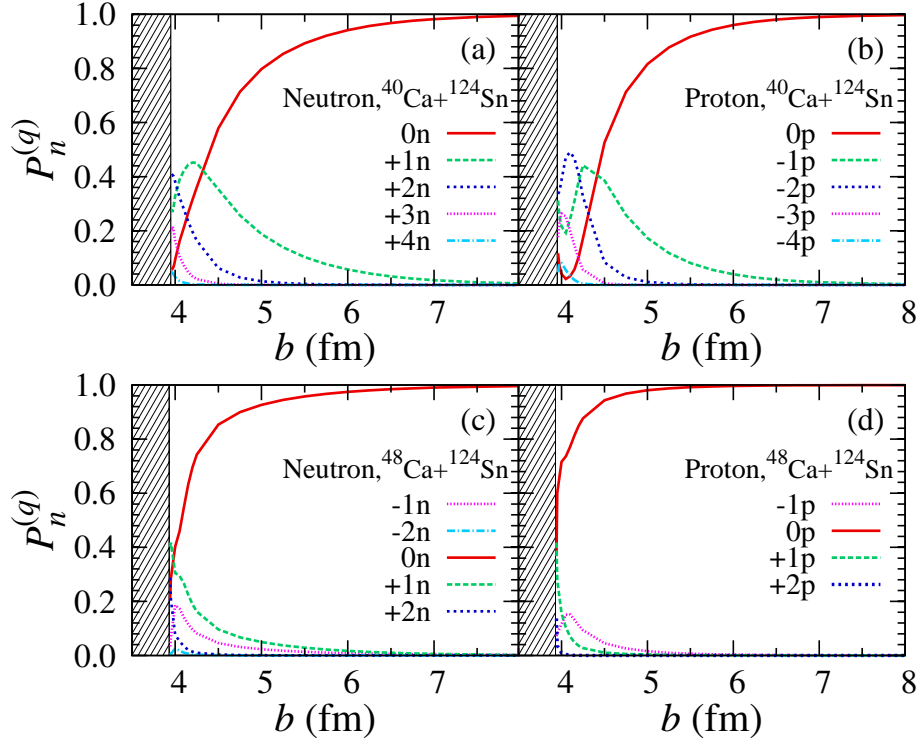 1.0
0.8
0.6
0.4
0.2
0.0
P_n^(q)
(a)
Neutron, ^40Ca+^124Sn
0n
+1n
+2n
+3n
+4n
4 5 6 7
b (fm)
(b)
Proton, ^40Ca+^124Sn
0p
-1p
-2p
-3p
-4p
4 5 6 7 8
b (fm)
1.0
0.8
0.6
0.4
0.2
0.0
P_n^(q)
(c)
Neutron, ^48Ca+^124Sn
-1n
-2n
0n
+1n
+2n
4 5 6 7
b (fm)
(d)
Proton, ^48Ca+^124Sn
-1p
0p
+1p
+2p
4 5 6 7 8
b (fm)